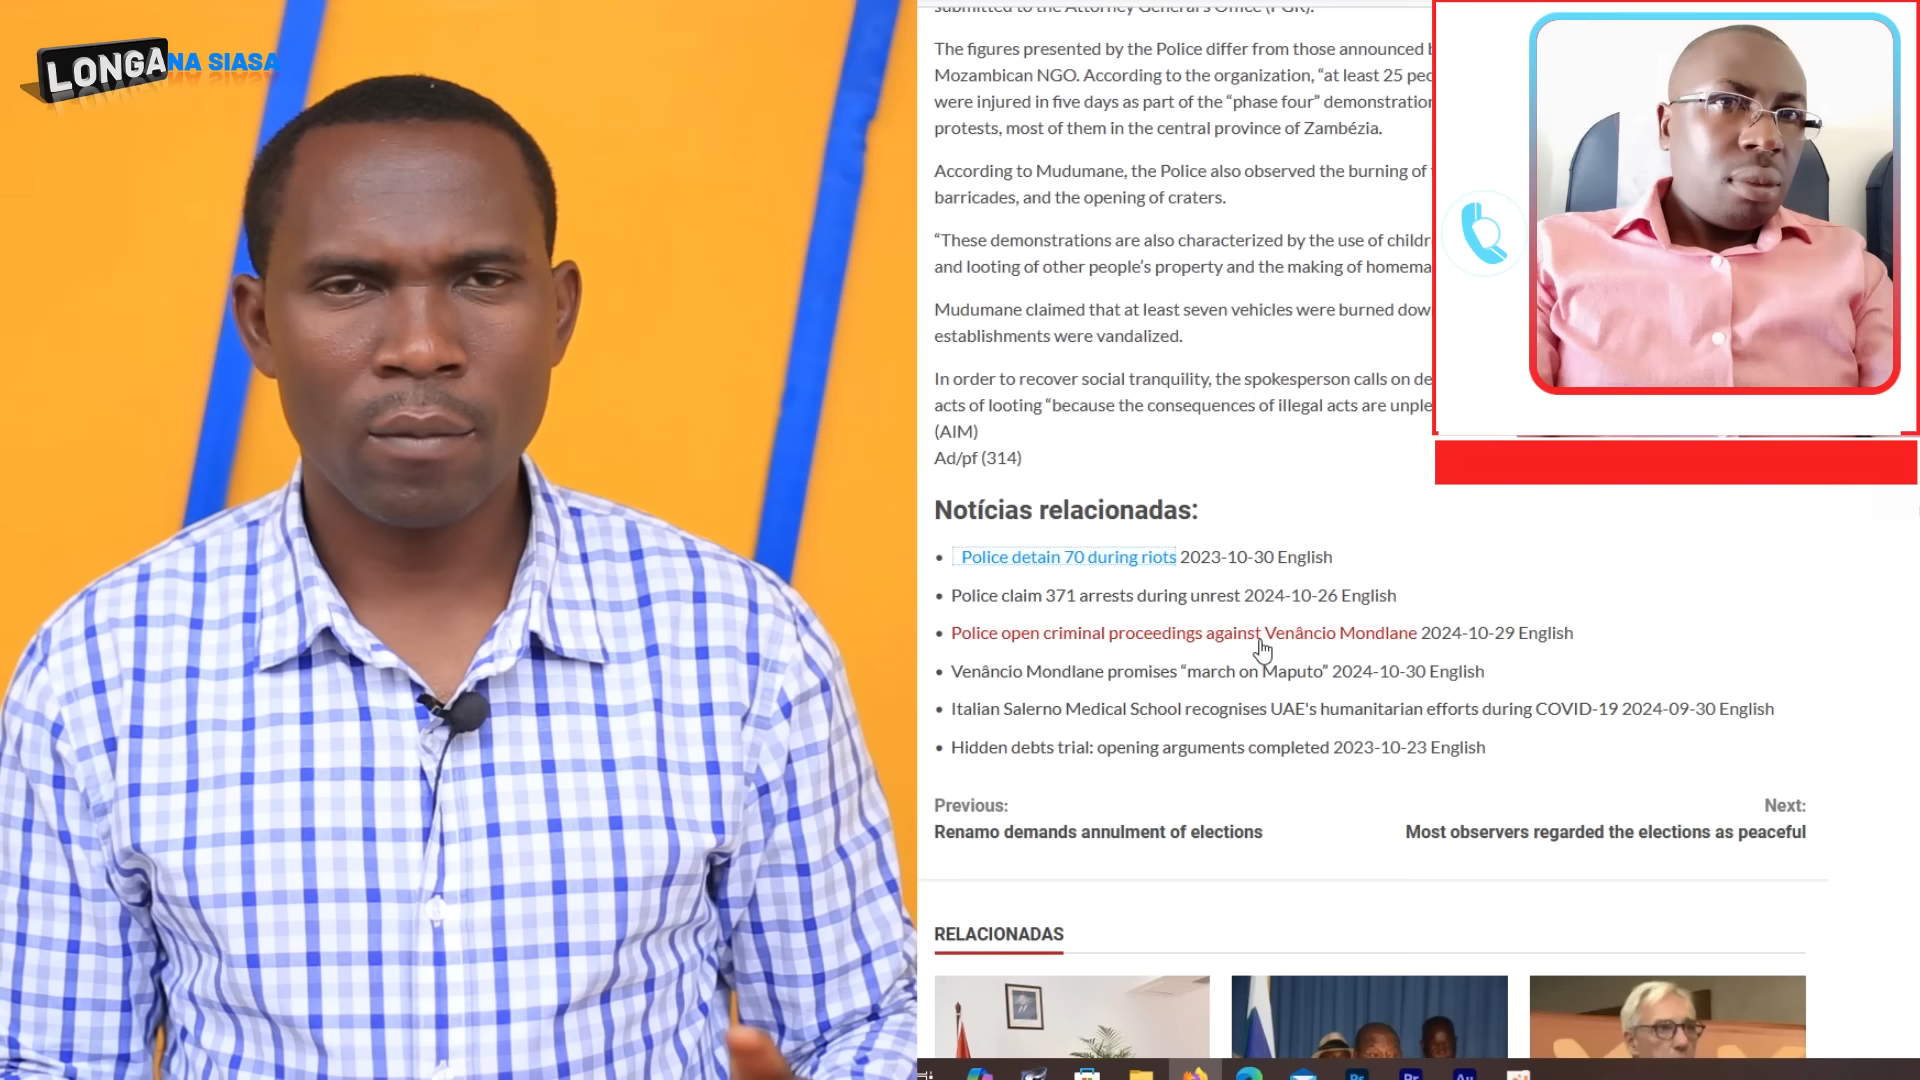 LONGA NA SIASA
submitted to the Attorney General's Office (PGR).
The figures presented by the Police differ from those announced
Mozambican NGO. According to the organization, “at least 25
were injured in five days as part of the “phase four”
protests, most of them in the central province of Zambézia.
According to Mudumane, the Police also observed the burning of
barricades, and the opening of craters.
“These demonstrations are also characterized by the use of
and looting of other people’s property and the making of
Mudumane claimed that at least seven vehicles were burned
establishments were vandalized.
In order to recover social tranquility, the spokesperson calls on
acts of looting “because the consequences of illegal acts are
(AIM)
Ad/pf (314)
Notícias relacionadas:
• Police detain 70 during riots 2023-10-30 English
• Police claim 371 arrests during unrest 2024-10-26 English
• Police open criminal proceedings against Venâncio Mondlane 2024-10-29 English
• Venâncio Mondlane promises “march on Maputo” 2024-10-30 English
• Italian Salerno Medical School recognises UAE's humanitarian efforts during COVID-19 2024-09-30 English
• Hidden debts trial: opening arguments completed 2023-10-23 English
Previous:
Renamo demands annulment of elections
Next:
Most observers regarded the elections as peaceful
RELACIONADAS
Ps Pr Au